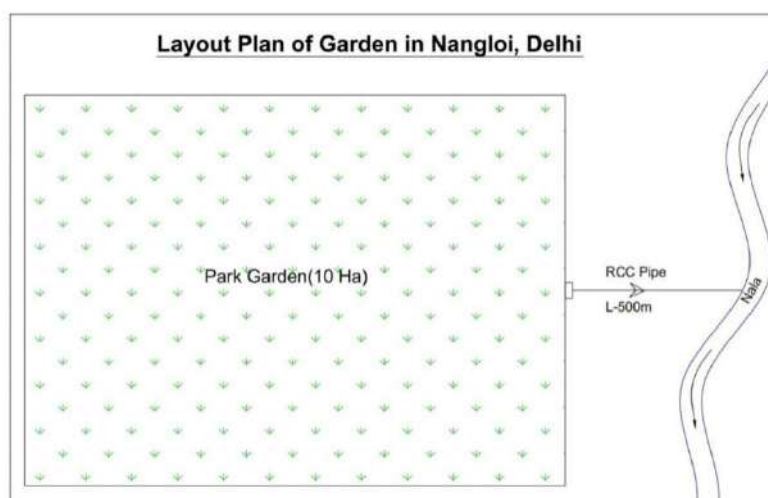 Layout Plan of Garden in Nangloi, Delhi
Park Garden(10 Ha)
RCC Pipe
L-500m
Nala